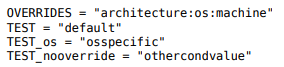 OVERRIDES = "architecture:os:machine"
TEST = "default"
TEST_os = "osspecific"
TEST_nooverride = "othercondvalue"